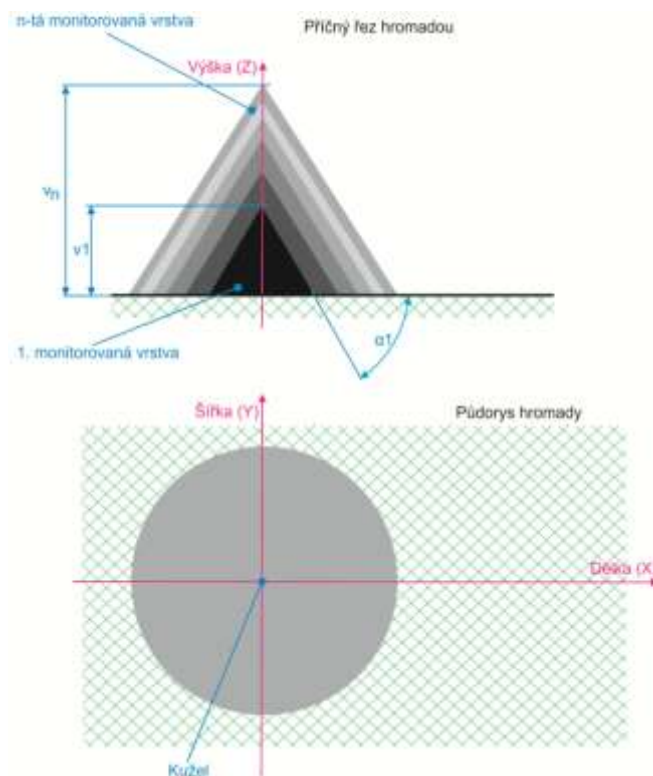 n-tá monitorovaná vrstva
Příčný řez hromadou
Výška (Z)
vn
v1
α1
1. monitorovaná vrstva
Šířka (Y)
Půdorys hromady
Délka (X)
Kužel